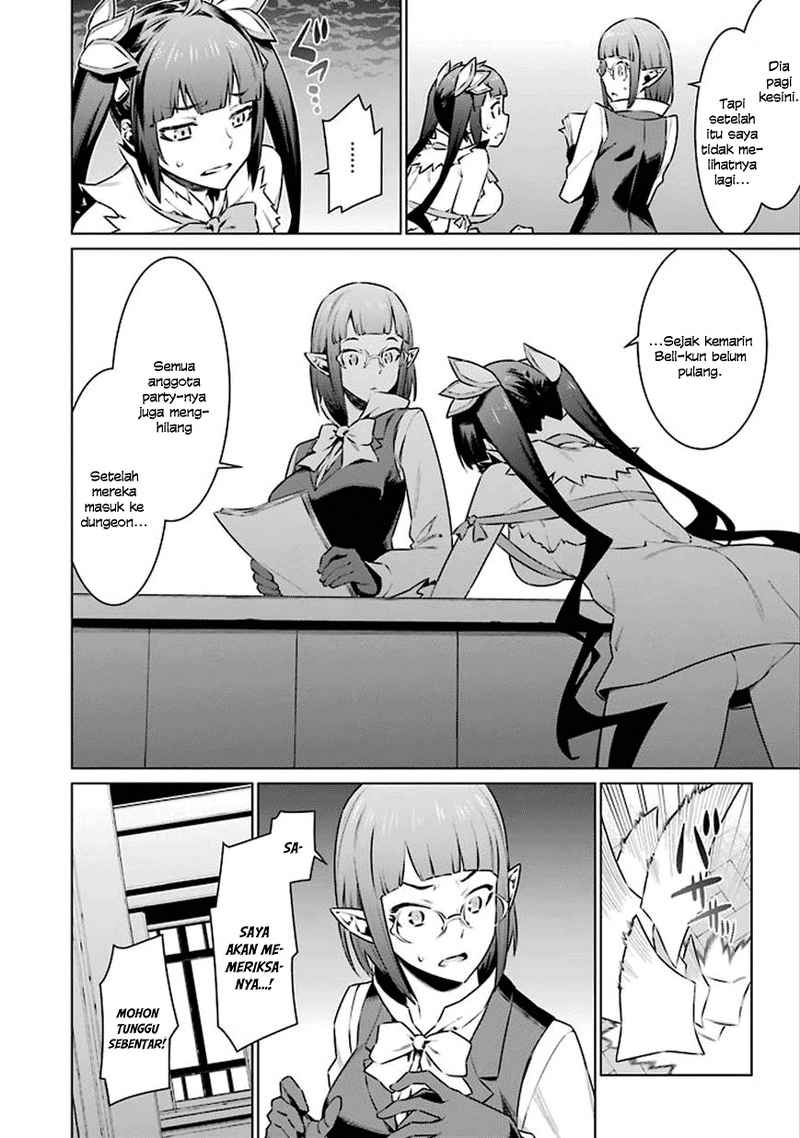 Dia
pagi
kesini.
Tapi
setelah
itu saya
tidak me-
lihatnya
lagi...
........
...Sejak kemarin
Bell-kun belum
pulang.
Semua
anggota
party-nya
juga meng-
hilang
Setelah
mereka
masuk ke
dungeon...
SA-
SAYA
AKAN ME-
MERIKSA-
NYA...!
MOHON
TUNGGU
SEBENTAR!